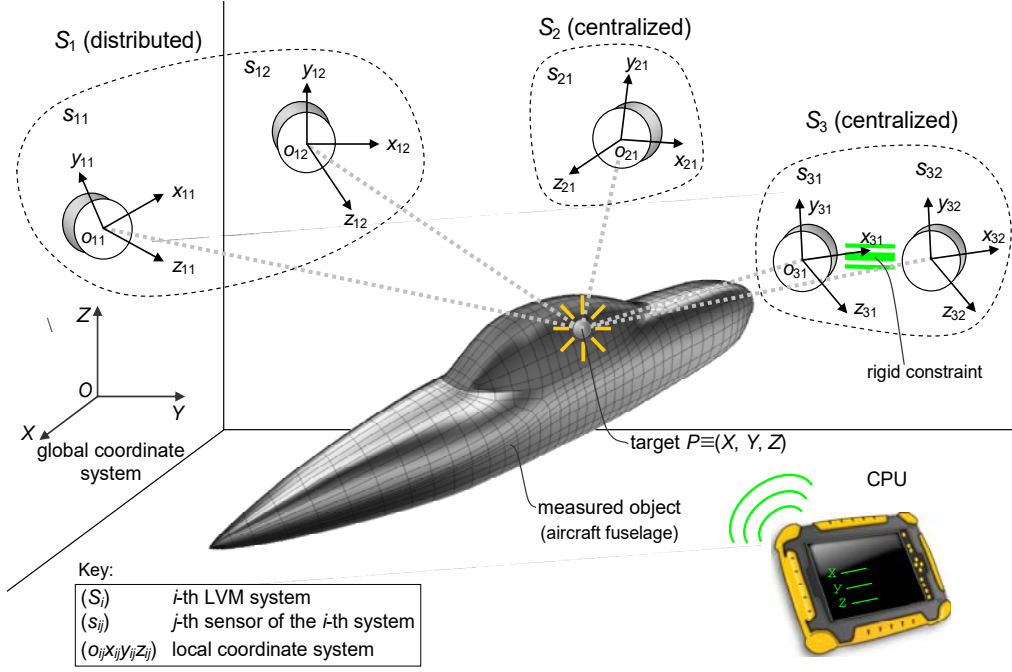 S₁ (distributed)
S₂ (centralized)
S₃ (centralized)
s₁₁
y₁₁
x₁₁
o₁₁
z₁₁
s₁₂
y₁₂
x₁₂
o₁₂
z₁₂
s₂₁
y₂₁
o₂₁
x₂₁
z₂₁
s₃₁
y₃₁
x₃₁
o₃₁
z₃₁
s₃₂
y₃₂
x₃₂
z₃₂
rigid constraint
Z
O
Y
X
global coordinate
system
target P≡(X, Y, Z)
measured object
(aircraft fuselage)
CPU
X
Y
Z
Key:
(Sᵢ) i-th LVM system
(sᵢⱼ) j-th sensor of the i-th system
(oᵢⱼxᵢⱼyᵢⱼzᵢⱼ) local coordinate system